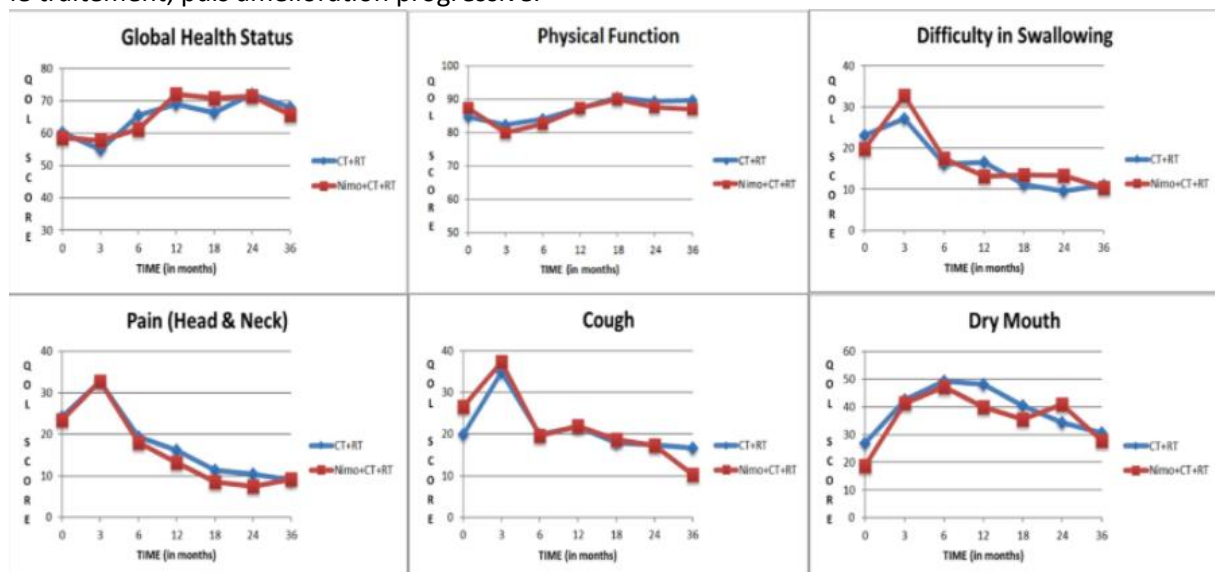 le traitement, puis amélioration progressive.
Global Health Status
QOL SCORE
80
70
60
50
40
30
0 3 6 12 18 24 36
TIME (in months)
CT+RT
Nimo+CT+RT
Physical Function
QOL SCORE
100
90
80
70
60
50
0 3 6 12 18 24 36
TIME (in months)
CT+RT
Nimo+CT+RT
Difficulty in Swallowing
QOL SCORE
40
30
20
10
0
0 3 6 12 18 24 36
TIME (in months)
CT+RT
Nimo+CT+RT
Pain (Head & Neck)
QOL SCORE
40
30
20
10
0
0 3 6 12 18 24 36
TIME (in months)
CT+RT
Nimo+CT+RT
Cough
QOL SCORE
40
30
20
10
0
0 3 6 12 18 24 36
TIME (in months)
CT+RT
Nimo+CT+RT
Dry Mouth
QOL SCORE
60
50
40
30
20
10
0
0 3 6 12 18 24 36
TIME (in months)
CT+RT
Nimo+CT+RT